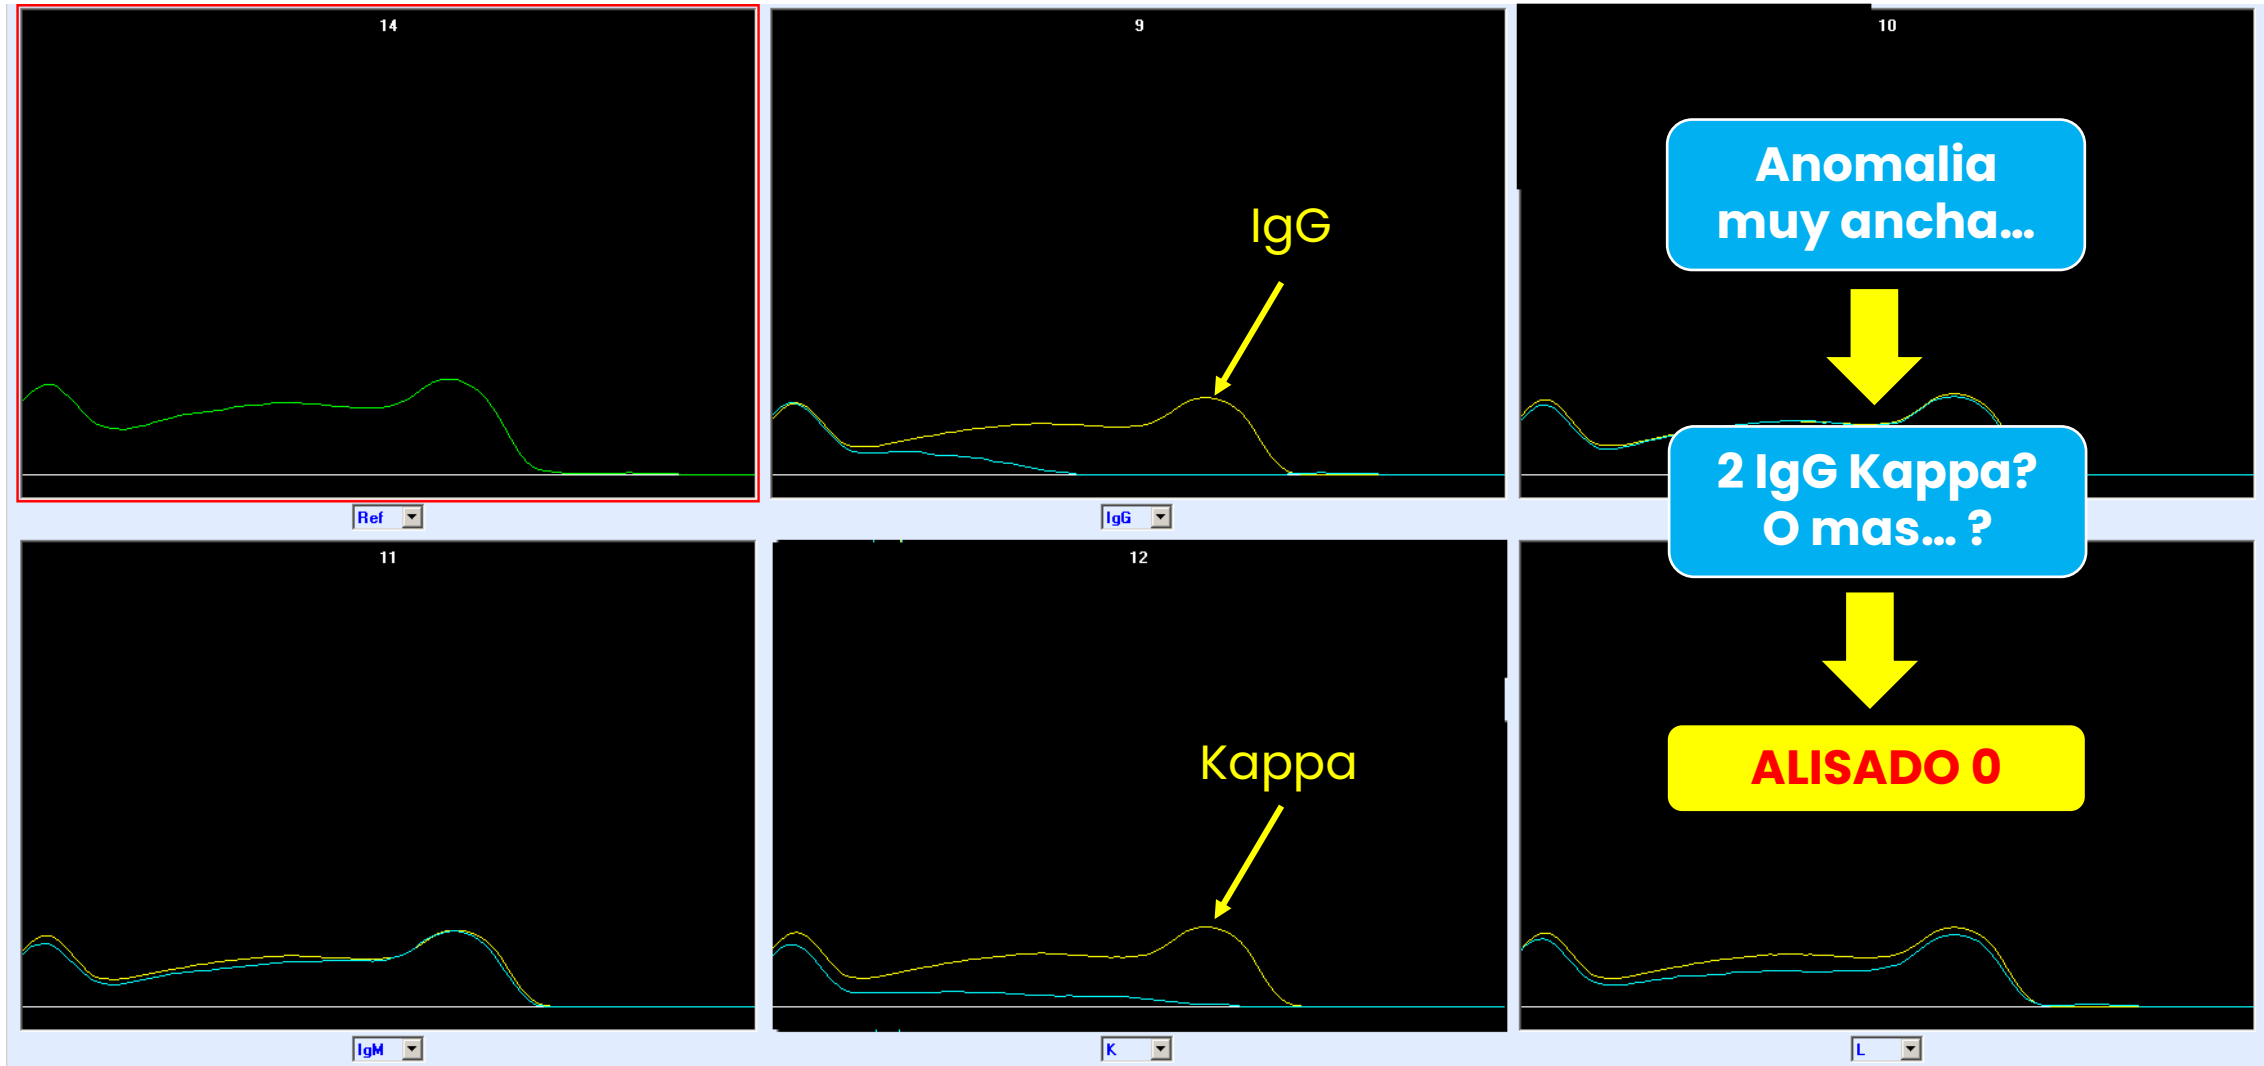 14
9
10
Anomalia
muy ancha...
IgG
2 IgG Kappa?
O mas... ?
Ref
IgG
11
12
Kappa
ALISADO 0
IgM
K
L